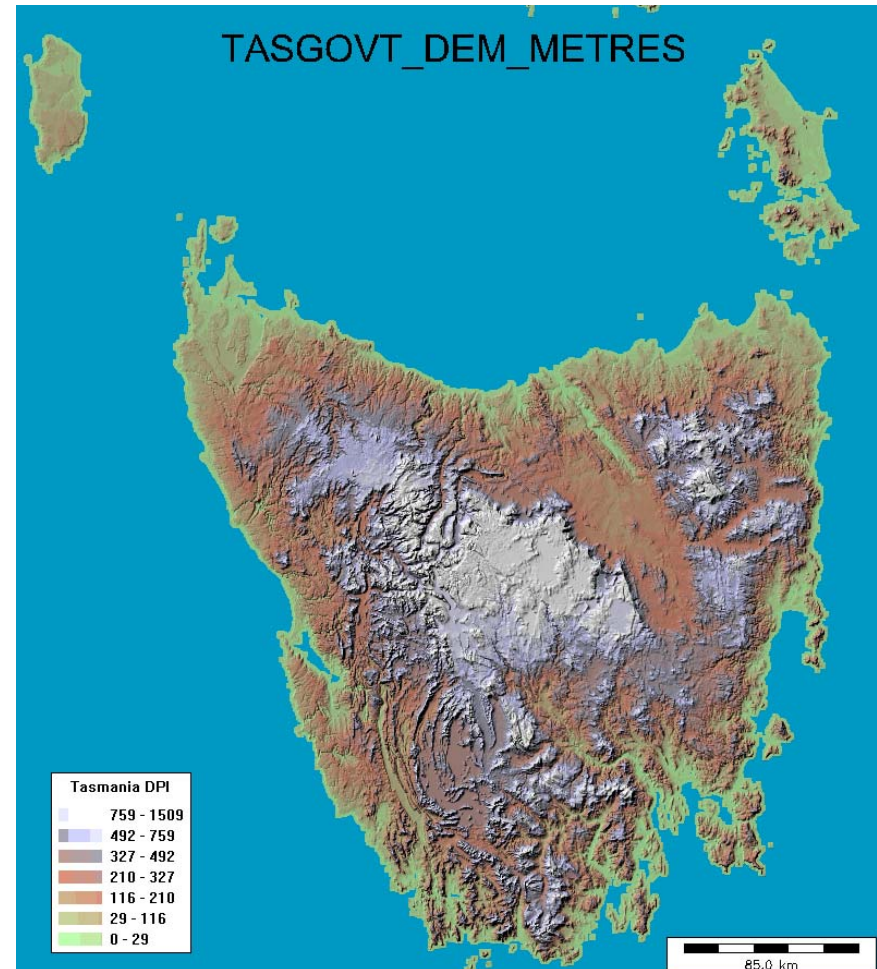 TASGOVT_DEM_METRES
Tasmania DPI
759 - 1509
492 - 759
327 - 492
210 - 327
116 - 210
29 - 116
0 - 29
85.0 km